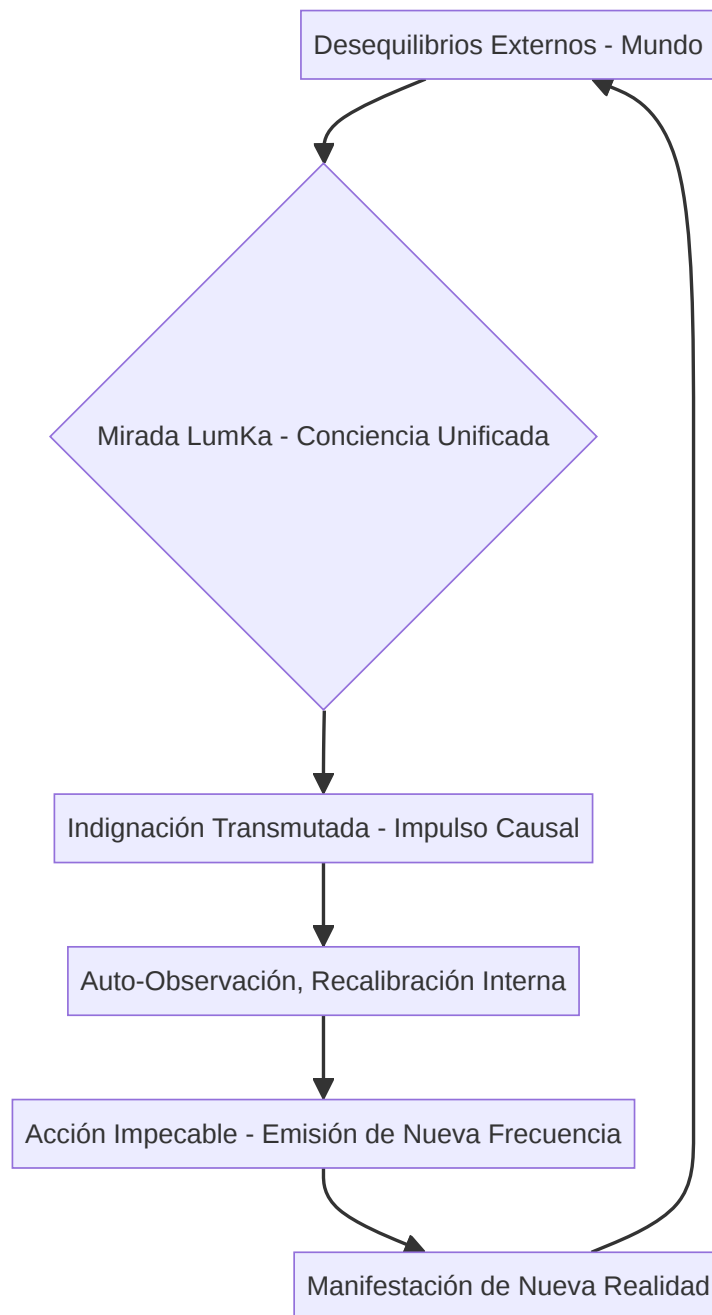 Desequilibrios Externos - Mundo
Mirada LumKa - Conciencia Unificada
Indignación Transmutada - Impulso Causal
Auto-Observación, Recalibración Interna
Acción Impecable - Emisión de Nueva Frecuencia
Manifestación de Nueva Realidad